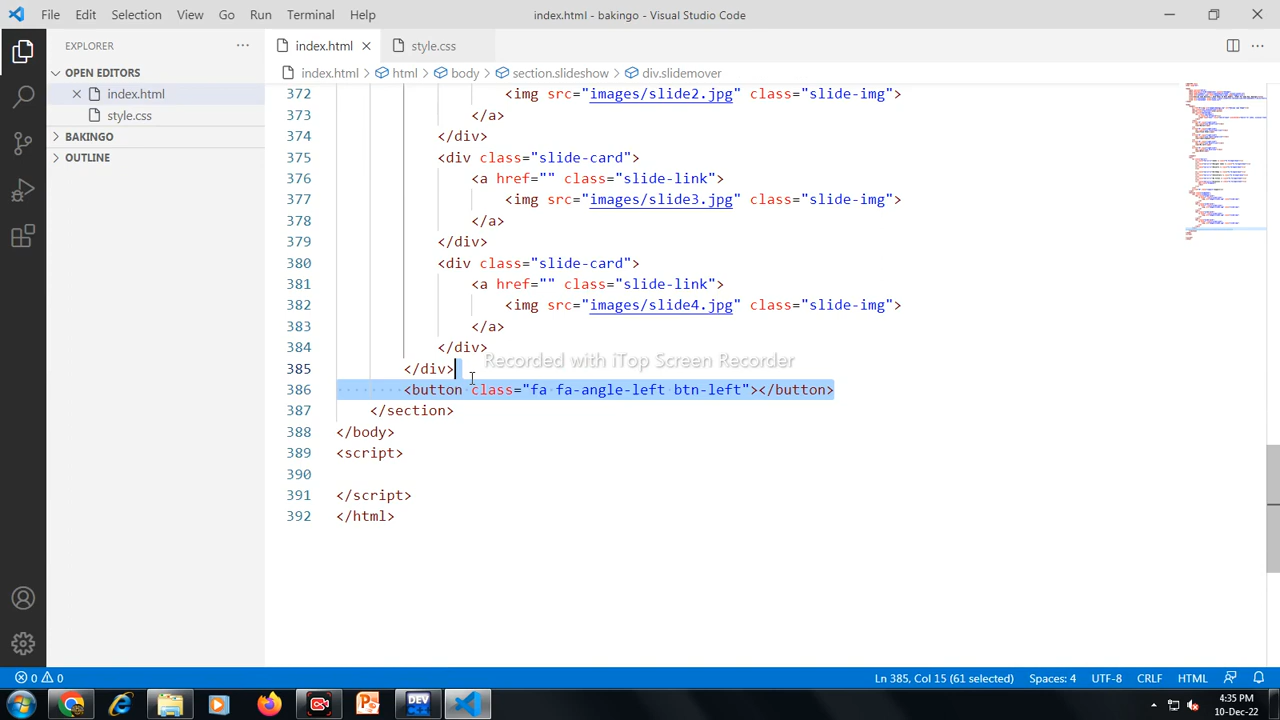 File Edit Selection View Go Run Terminal Help index.html - bakingo - Visual Studio Code
EXPLORER
OPEN EDITORS
index.html
style.css
BAKINGO
OUTLINE
index.html style.css
index.html html body section.slideshow div.slidemover
372 <img src="images/slide2.jpg" class="slide-img">
373 </a>
374 </div>
375 <div class="slide-card">
376 <a href="" class="slide-link">
377 <img src="images/slide3.jpg" class="slide-img">
378 </a>
379 </div>
380 <div class="slide-card">
381 <a href="" class="slide-link">
382 <img src="images/slide4.jpg" class="slide-img">
383 </a>
384 </div>
Recorded with iTop Screen Recorder
385 </div>
386 <button class="fa fa-angle-left btn-left"></button>
387 </section>
388 </body>
389 <script>
390
391 </script>
392 </html>
0 0 Ln 385, Col 15 (61 selected) Spaces: 4 UTF-8 CRLF HTML
DEV
4:35 PM
10-Dec-22